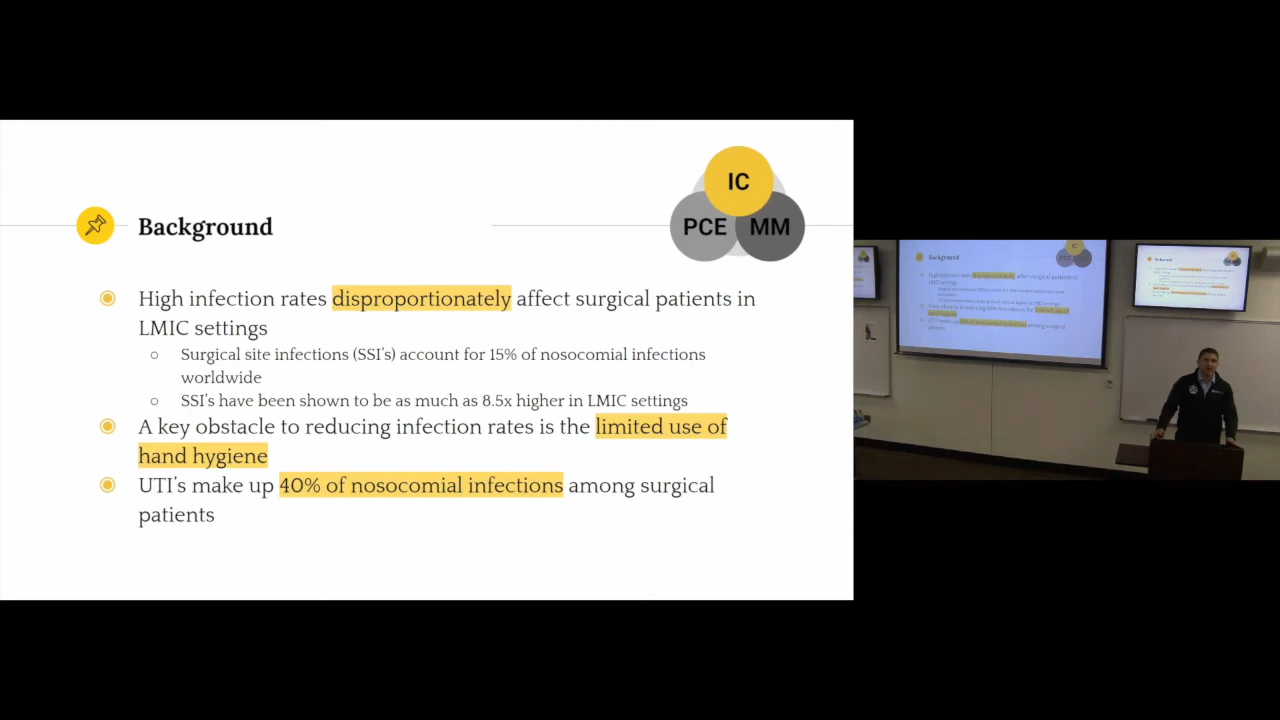 IC
PCE MM
Background
High infection rates disproportionately affect surgical patients in
LMIC settings
Surgical site infections (SSI's) account for 15% of nosocomial infections
worldwide
SSI's have been shown to be as much as 8.5x higher in LMIC settings
A key obstacle to reducing infection rates is the limited use of
hand hygiene
UTI's make up 40% of nosocomial infections among surgical
patients